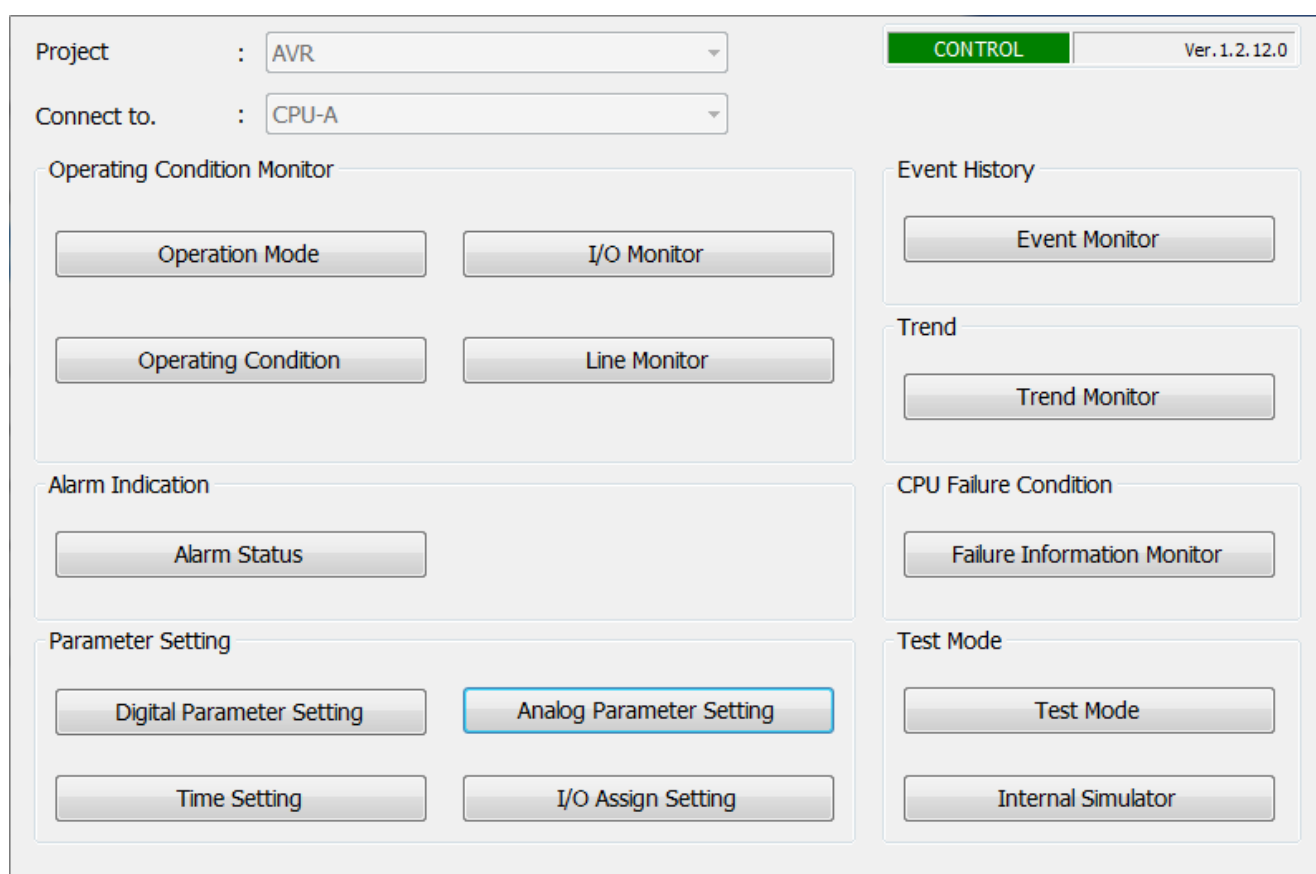 Project : AVR
CONTROL Ver.1.2.12.0
Connect to. : CPU-A
Operating Condition Monitor
Operation Mode I/O Monitor
Operating Condition Line Monitor
Event History
Event Monitor
Trend
Trend Monitor
Alarm Indication
Alarm Status
CPU Failure Condition
Failure Information Monitor
Parameter Setting
Digital Parameter Setting Analog Parameter Setting
Time Setting I/O Assign Setting
Test Mode
Test Mode
Internal Simulator